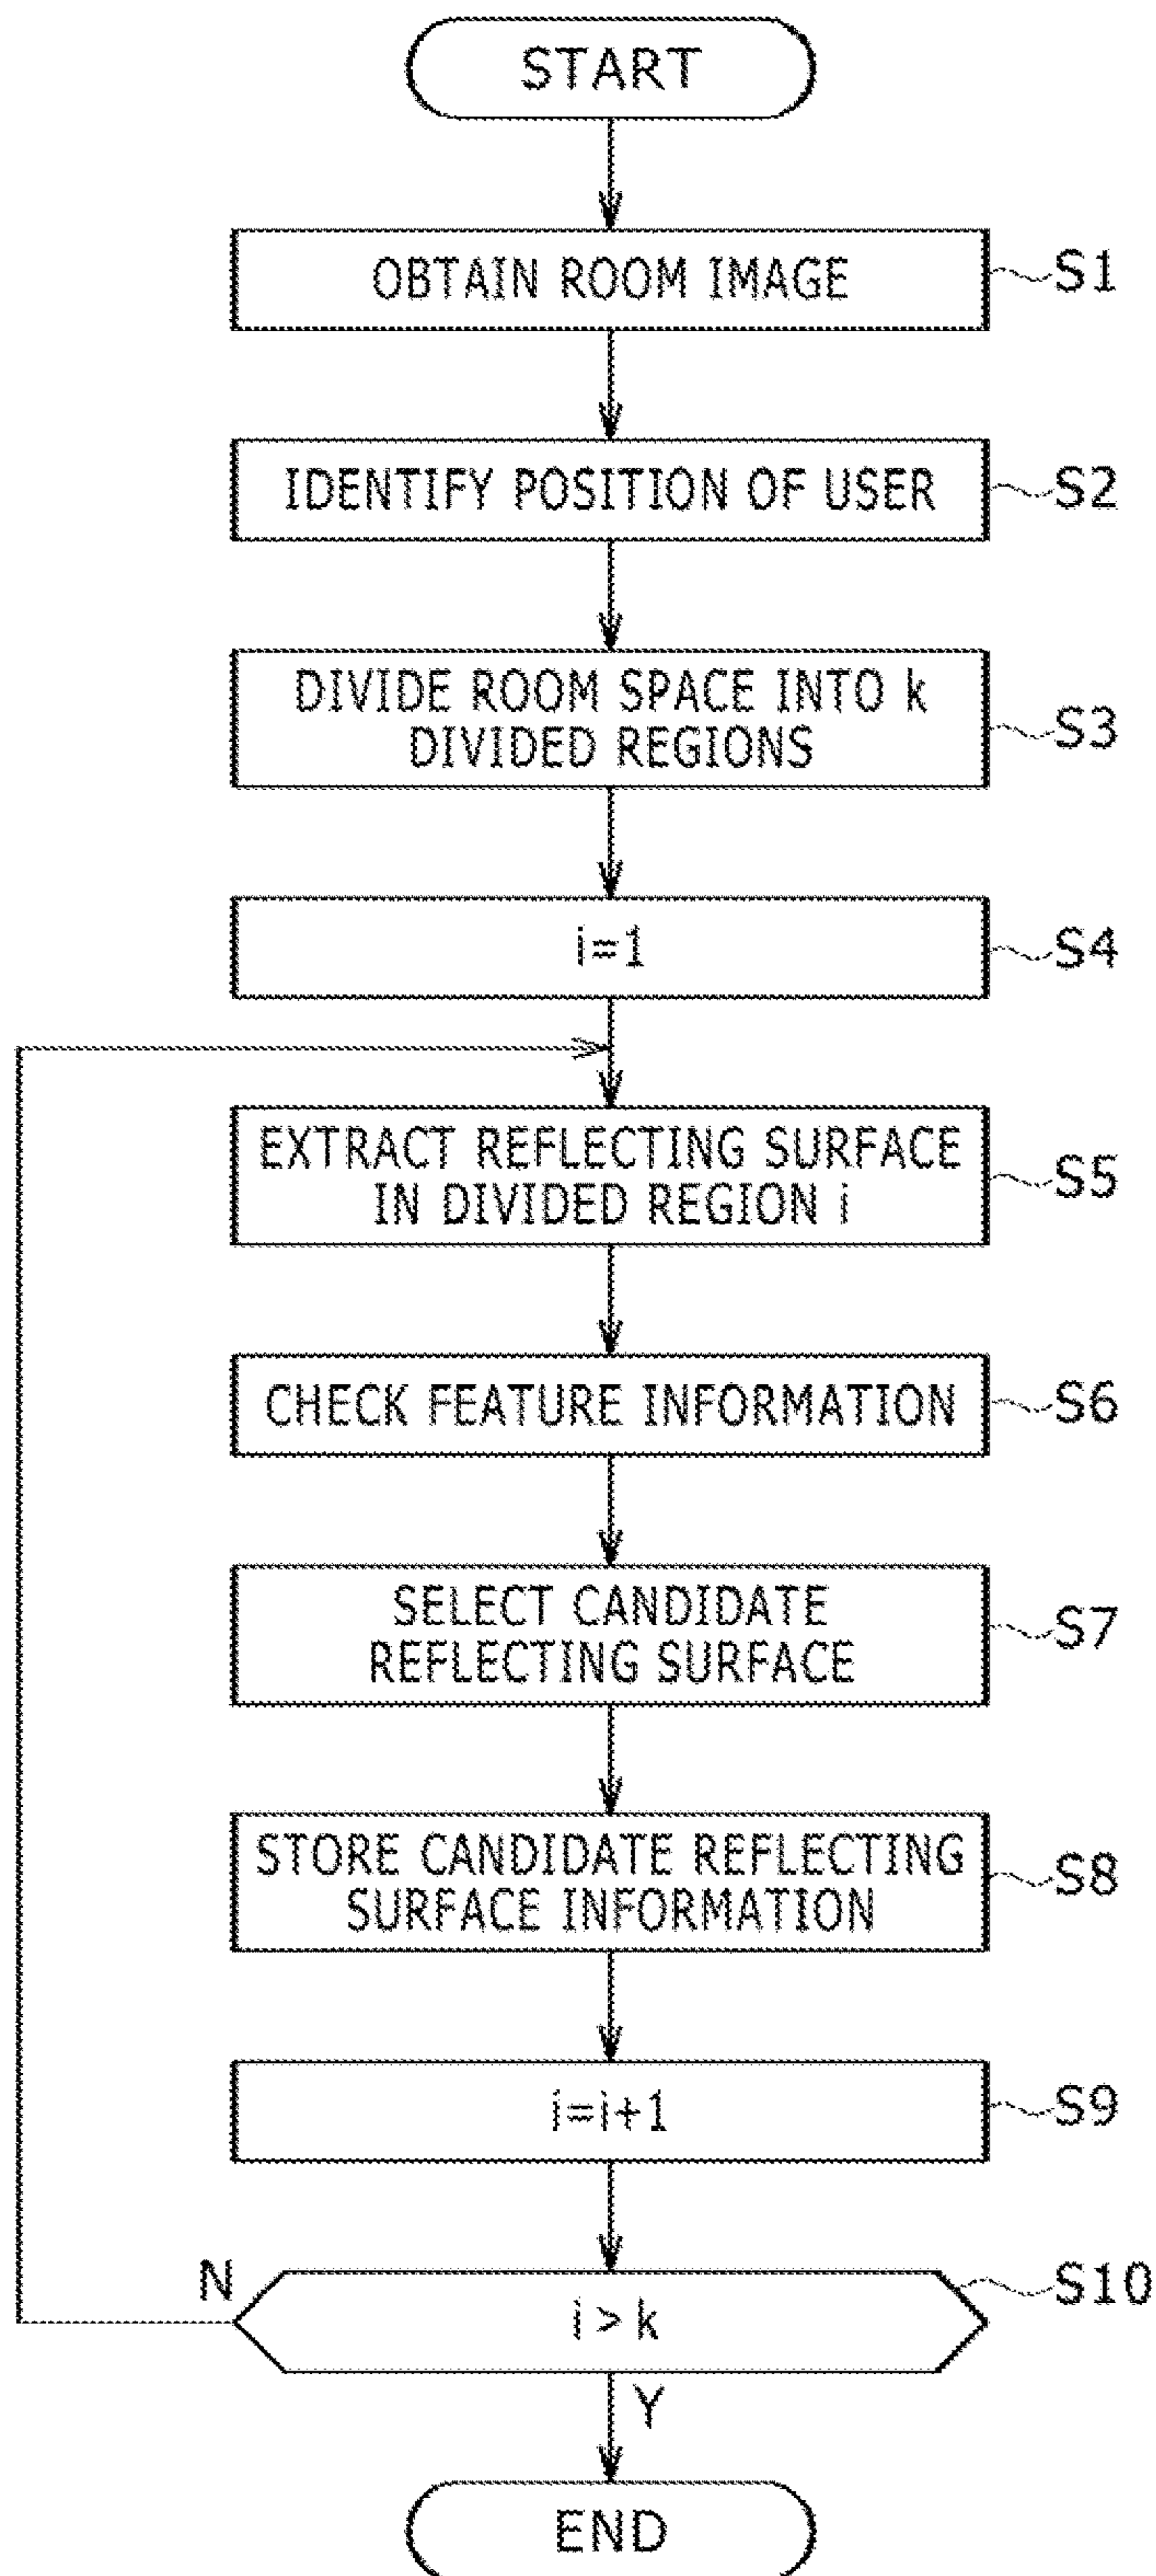 START
OBTAIN ROOM IMAGE
S1
IDENTIFY POSITION OF USER
S2
DIVIDE ROOM SPACE INTO k
DIVIDED REGIONS
S3
i=1
S4
EXTRACT REFLECTING SURFACE
IN DIVIDED REGION i
S5
CHECK FEATURE INFORMATION
S6
SELECT CANDIDATE
REFLECTING SURFACE
S7
STORE CANDIDATE REFLECTING
SURFACE INFORMATION
S8
i=i+1
S9
N
i>k
S10
Y
END